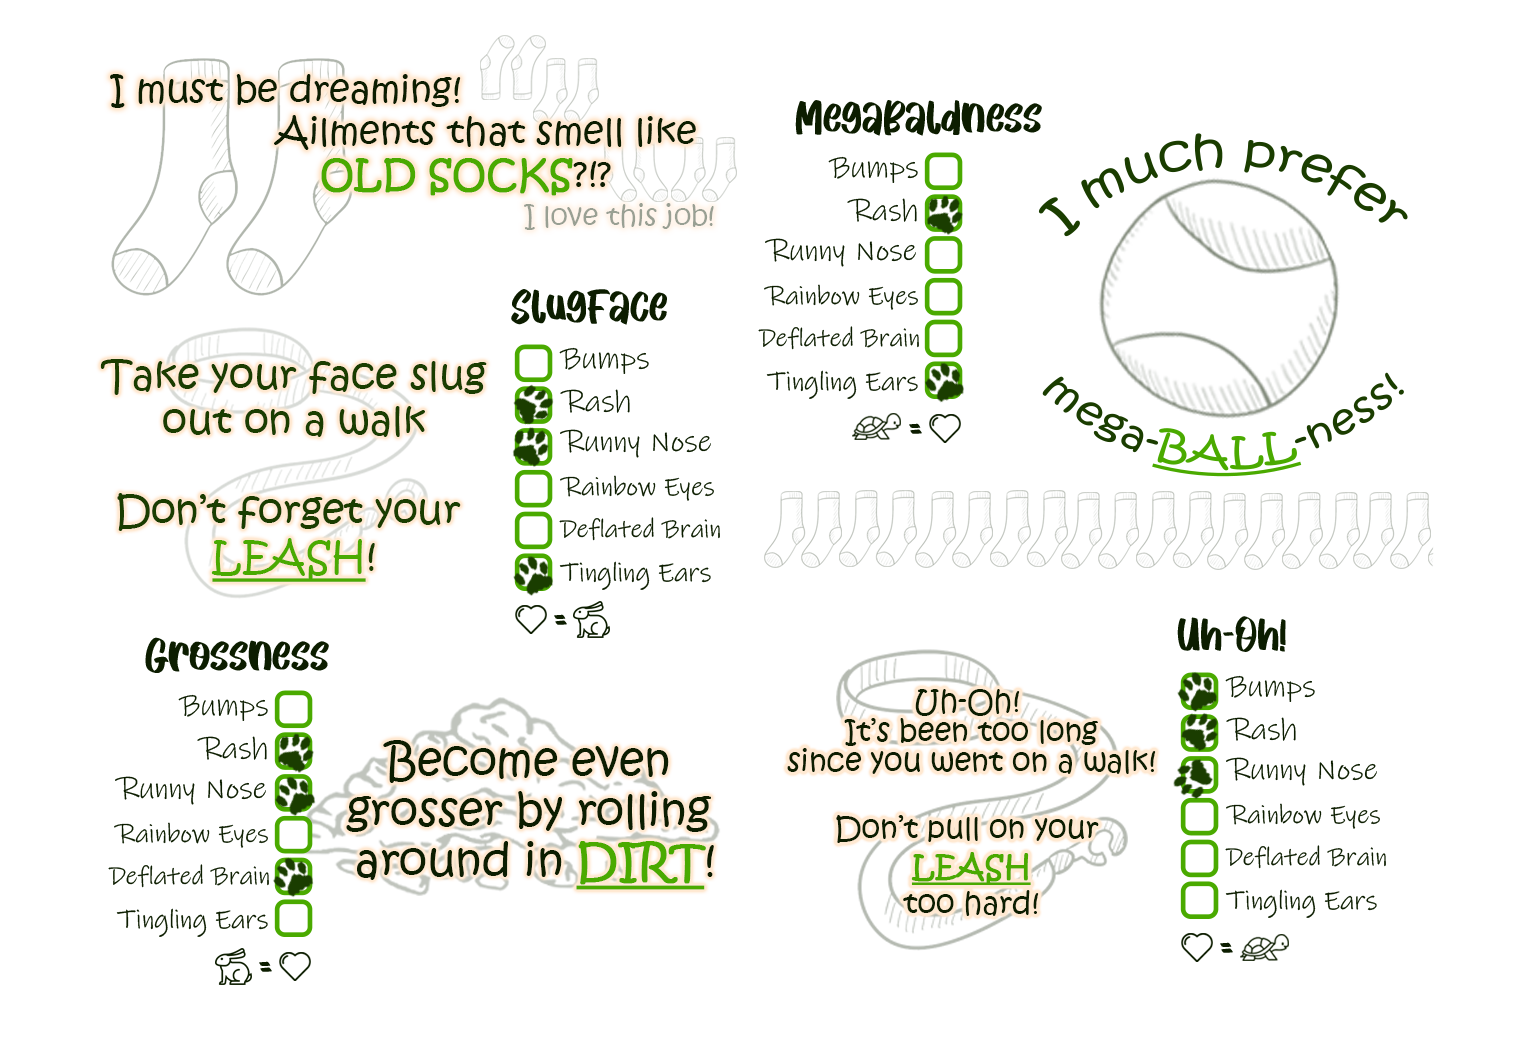 I must be dreaming!
Ailments that smell like
OLD SOCKS?!?
I love this job!
SlugFace
Take your face slug
out on a walk
Don't forget your
LEASH!
Bumps
Rash
Runny Nose
Rainbow Eyes
Deflated Brain
Tingling Ears
=
Grossness
Bumps
Rash
Runny Nose
Rainbow Eyes
Deflated Brain
Tingling Ears
=
Become even
grosser by rolling
around in DIRT!
MegaBaldness
Bumps
Rash
Runny Nose
Rainbow Eyes
Deflated Brain
Tingling Ears
=
I much prefer
mega-BALL-ness!
Uh-Oh!
It's been too long
since you went on a walk!
Don't pull on your
LEASH
too hard!
Uh-Oh!
Bumps
Rash
Runny Nose
Rainbow Eyes
Deflated Brain
Tingling Ears
=